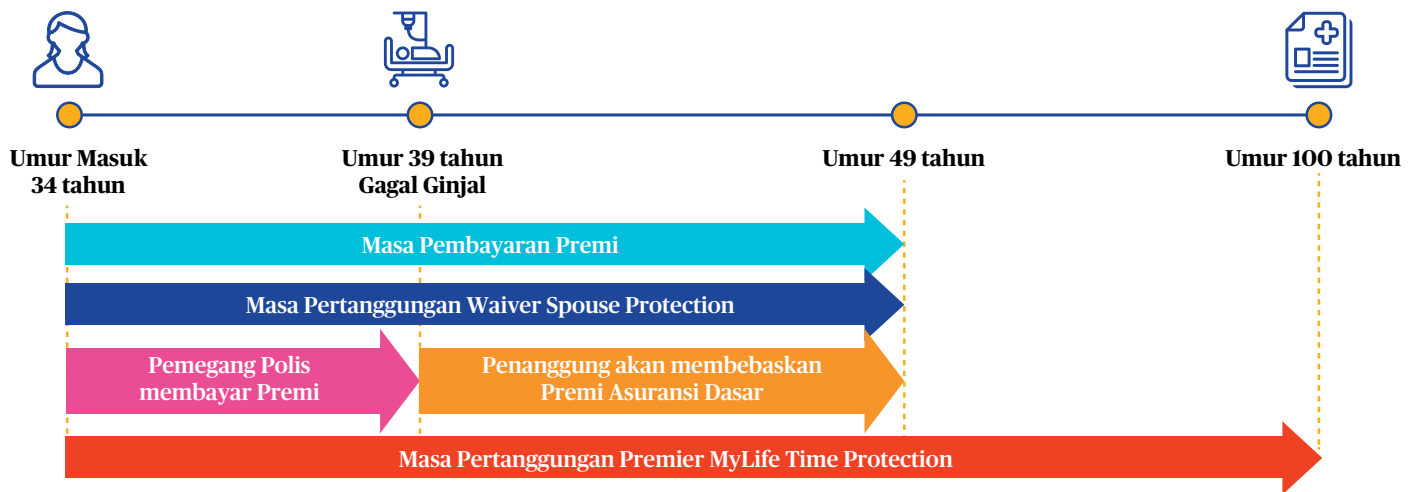 Umur Masuk
34 tahun
Umur 39 tahun
Gagal Ginjal
Umur 49 tahun
Umur 100 tahun
Masa Pembayaran Premi
Masa Pertanggungan Waiver Spouse Protection
Pemegang Polis
membayar Premi
Penanggung akan membebaskan
Premi Asuransi Dasar
Masa Pertanggungan Premier MyLife Time Protection